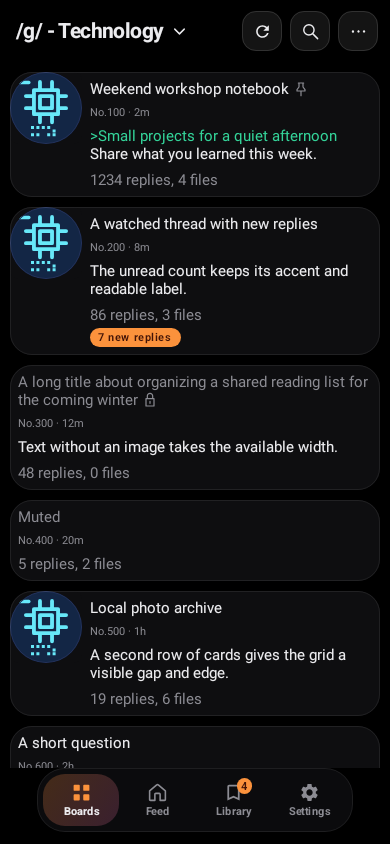 /g/ - Technology
Weekend workshop notebook
No.100 · 2m
>Small projects for a quiet afternoon
Share what you learned this week.
1234 replies, 4 files
A watched thread with new replies
No.200 · 8m
The unread count keeps its accent and
readable label.
86 replies, 3 files
7 new replies
A long title about organizing a shared reading list for
the coming winter
No.300 · 12m
Text without an image takes the available width.
48 replies, 0 files
Muted
No.400 · 20m
5 replies, 2 files
Local photo archive
No.500 · 1h
A second row of cards gives the grid a
visible gap and edge.
19 replies, 6 files
A short question
No.600 · 2h
4
Boards
Feed
Library
Settings